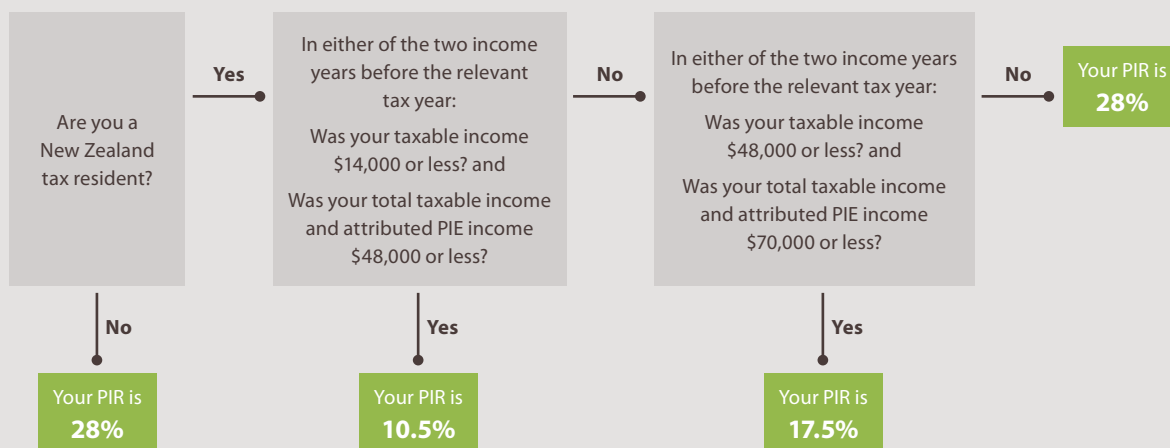 Are you a
New Zealand
tax resident?
Yes
No
Your PIR is
28%
In either of the two income
years before the relevant
tax year:
Was your taxable income
$14,000 or less? and
Was your total taxable income
and attributed PIE income
$48,000 or less?
No
Yes
Your PIR is
10.5%
In either of the two income years
before the relevant tax year:
Was your taxable income
$48,000 or less? and
Was your total taxable income
and attributed PIE income
$70,000 or less?
No
Yes
Your PIR is
17.5%
Your PIR is
28%